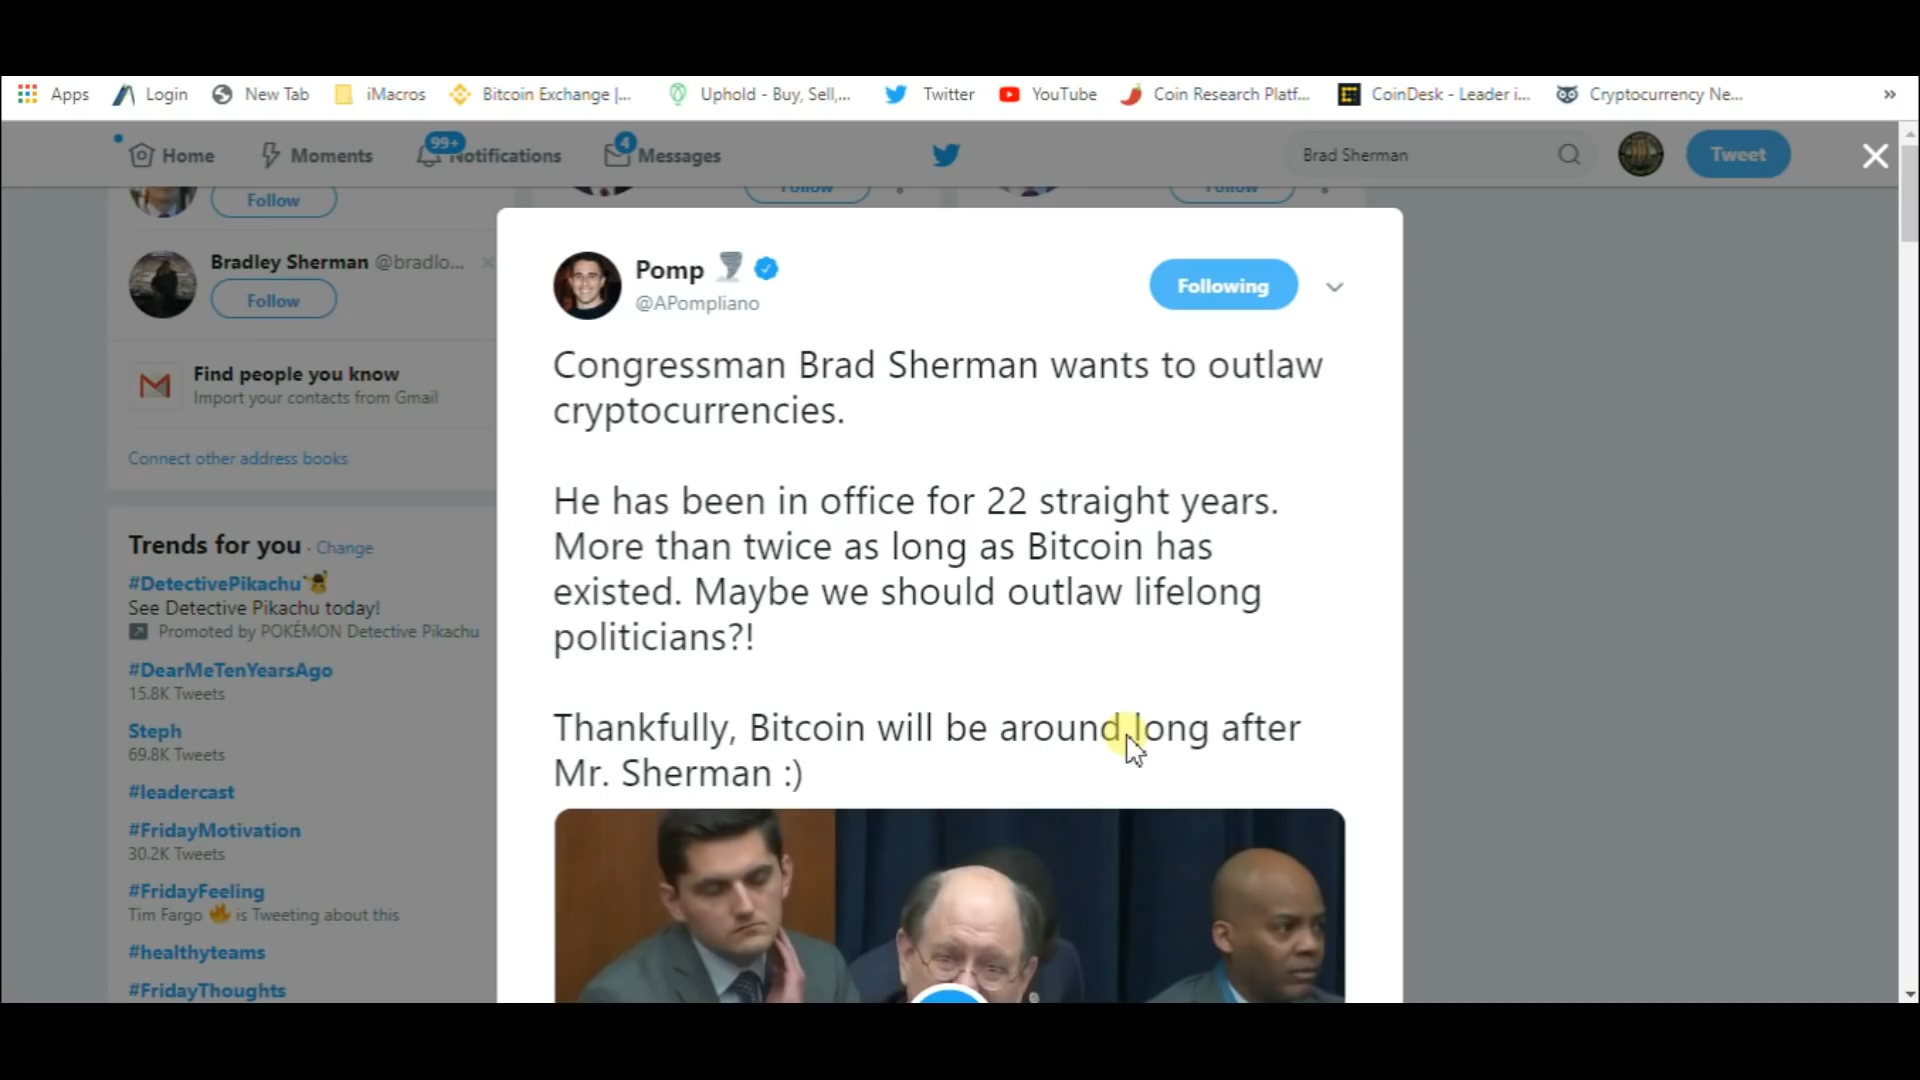 Apps
Login
New Tab
iMacros
Bitcoin Exchange |...
Uphold - Buy, Sell,...
Twitter
YouTube
Coin Research Platf...
CoinDesk - Leader i...
Cryptocurrency Ne...
»
Home
Moments
99+
Notifications
4
Messages
Brad Sherman
Tweet
Follow
Follow
Follow
Bradley Sherman @bradlo...
Follow
Find people you know
Import your contacts from Gmail
Connect other address books
Trends for you · Change
#DetectivePikachu
See Detective Pikachu today!
Promoted by POKÉMON Detective Pikachu
#DearMeTenYearsAgo
15.8K Tweets
Steph
69.8K Tweets
#leadercast
#FridayMotivation
30.2K Tweets
#FridayFeeling
Tim Fargo 🔥 is Tweeting about this
#healthyteams
#FridayThoughts
Pomp 🌪
@APompliano
Following
Congressman Brad Sherman wants to outlaw
cryptocurrencies.
He has been in office for 22 straight years.
More than twice as long as Bitcoin has
existed. Maybe we should outlaw lifelong
politicians?!
Thankfully, Bitcoin will be around long after
Mr. Sherman :)